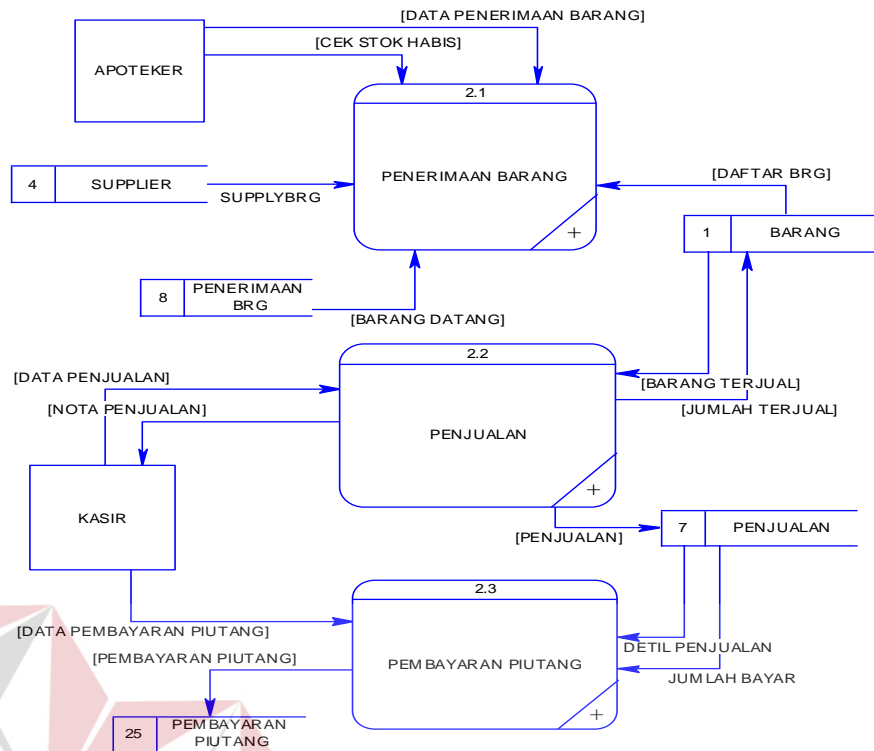 [DATA PENERIMAAN BARANG]
[CEK STOK HABIS]
APOTEKER
2.1
PENERIMAAN BARANG
+
4
SUPPLIER
SUPPLYBRG
[DAFTAR BRG]
1
BARANG
8
PENERIMAAN
BRG
[BARANG DATANG]
2.2
PENJUALAN
+
[DATA PENJUALAN]
[NOTA PENJUALAN]
[BARANG TERJUAL]
[JUMLAH TERJUAL]
KASIR
[PENJUALAN]
7
PENJUALAN
2.3
PEMBAYARAN PIUTANG
+
[DATA PEMBAYARAN PIUTANG]
[PEMBAYARAN PIUTANG]
DETIL PENJUALAN
JUMLAH BAYAR
25
PEMBAYARAN
PIUTANG